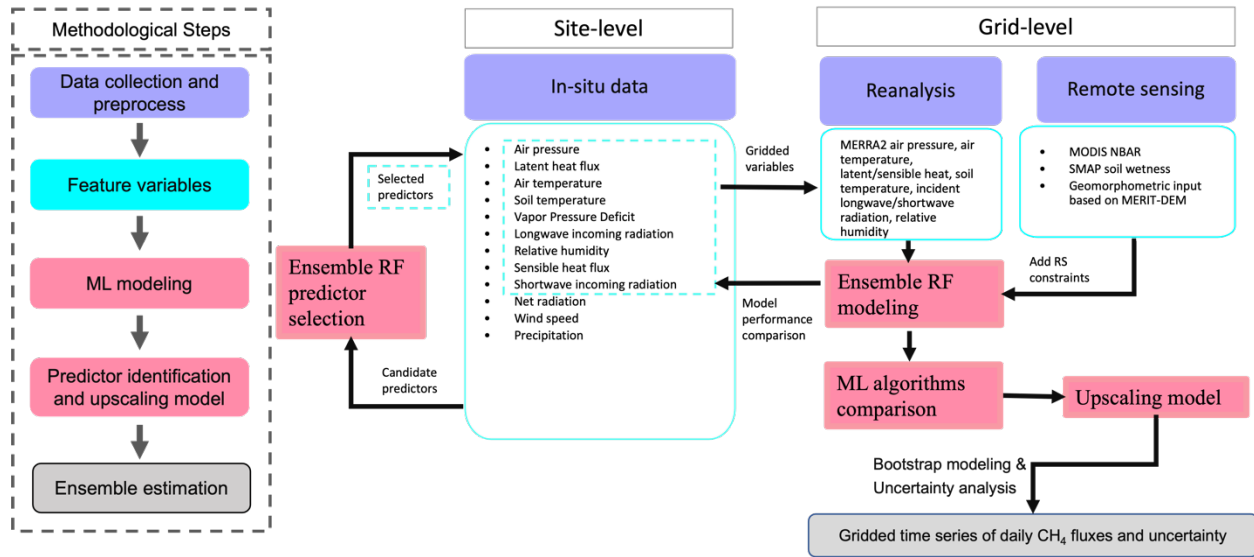 Methodological Steps
Data collection and
preprocess
Feature variables
ML modeling
Predictor identification
and upscaling model
Ensemble estimation
Site-level
In-situ data
• Air pressure
• Latent heat flux
• Air temperature
• Soil temperature
• Vapor Pressure Deficit
• Longwave incoming radiation
• Relative humidity
• Sensible heat flux
• Shortwave incoming radiation
• Net radiation
• Wind speed
• Precipitation
Selected
predictors
Ensemble RF
predictor
selection
Candidate
predictors
Gridded
variables
Model
performance
comparison
Grid-level
Reanalysis
MERRA2 air pressure, air
temperature,
latent/sensible heat, soil
temperature, incident
longwave/shortwave
radiation, relative
humidity
Remote sensing
• MODIS NBAR
• SMAP soil wetness
• Geomorphometric input
based on MERIT-DEM
Add RS
constraints
Ensemble RF
modeling
ML algorithms
comparison
Upscaling model
Bootstrap modeling &
Uncertainty analysis
Gridded time series of daily CH₄ fluxes and uncertainty